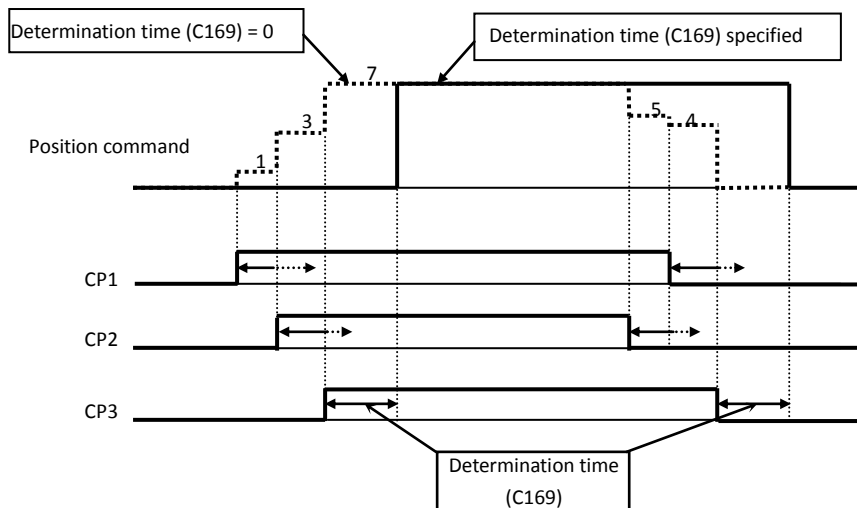 Determination time (C169) = 0
Determination time (C169) specified
7
3
5
4
1
Position command
CP1
CP2
CP3
Determination time
(C169)